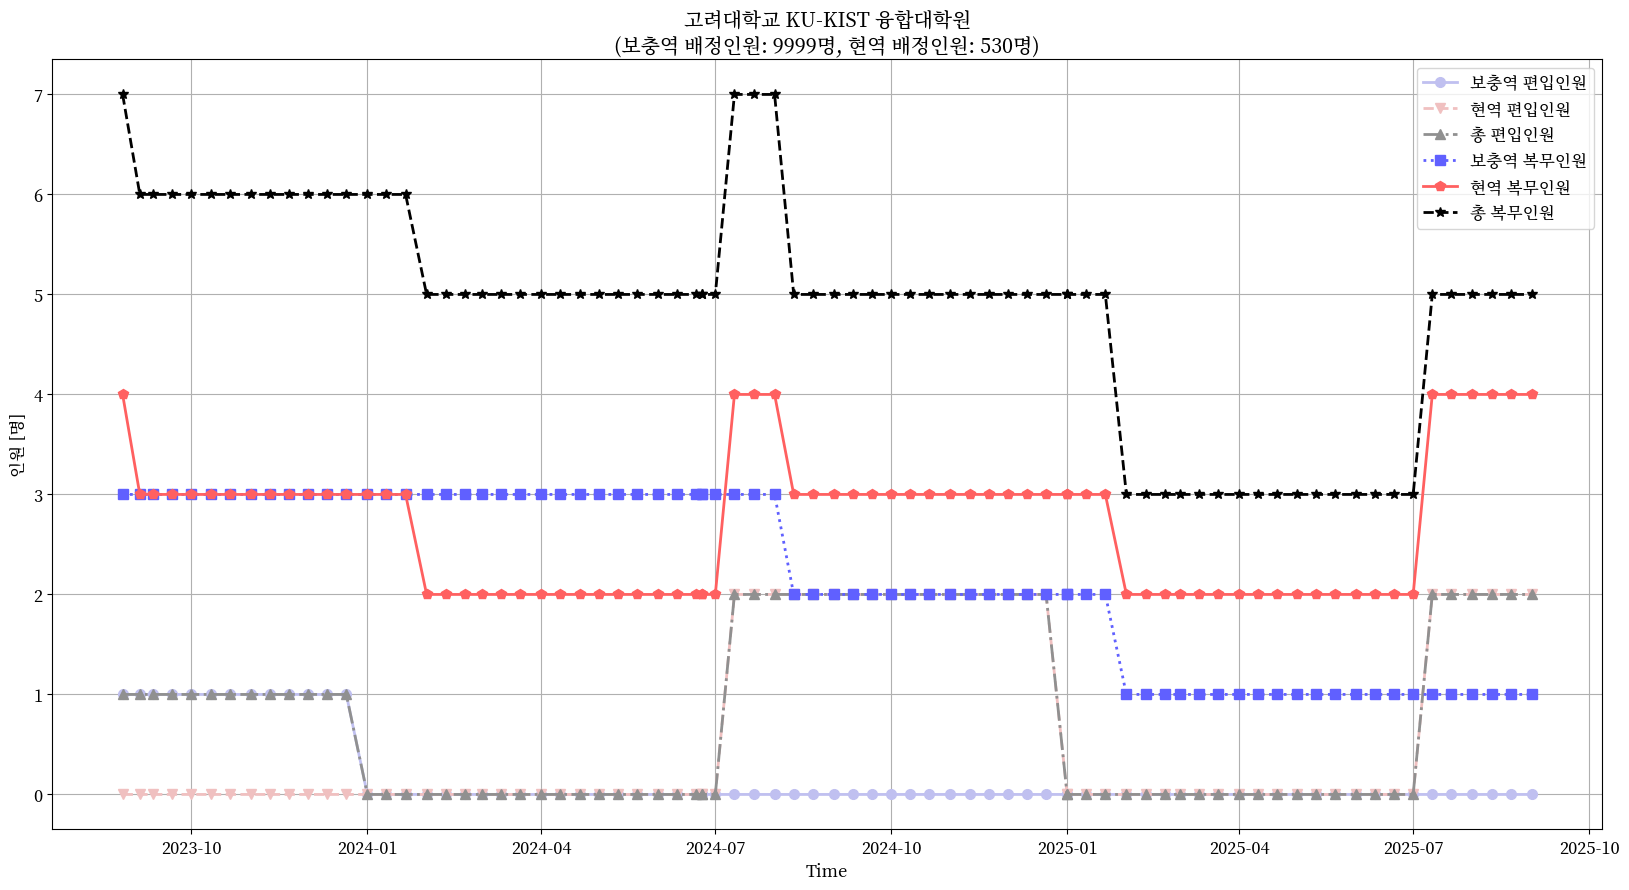 고려대학교 KU-KIST 융합대학원
(보충역 배정인원: 9999명, 현역 배정인원: 530명)
보충역 편입인원
현역 편입인원
총 편입인원
보충역 복무인원
현역 복무인원
총 복무인원
인원 [명]
7
6
5
4
3
2
1
0
2023-10
2024-01
2024-04
2024-07
2024-10
2025-01
2025-04
2025-07
2025-10
Time